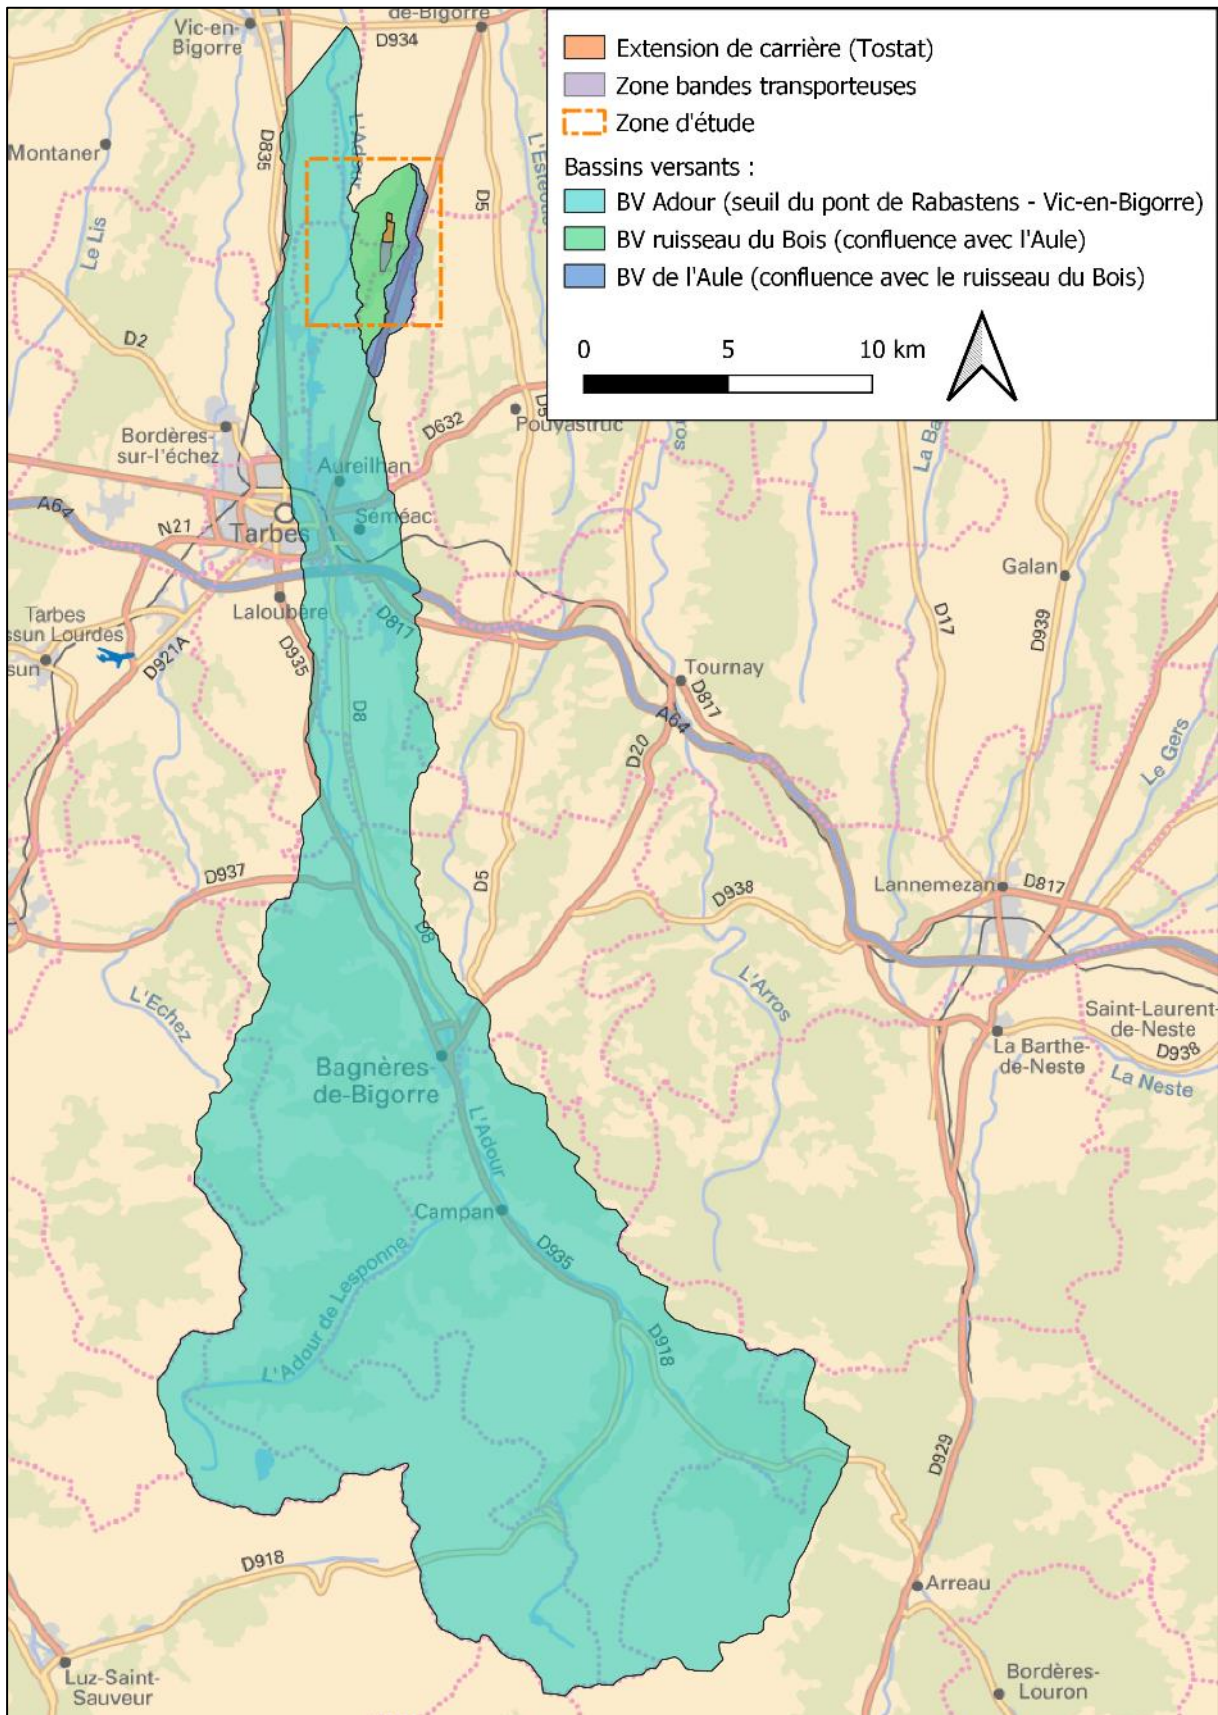 Vic-en-
Bigorre
de-Bigorre
D934
Extension de carrière (Tostat)
Zone bandes transporteuses
Zone d'étude
Bassins versants :
BV Adour (seuil du pont de Rabastens - Vic-en-Bigorre)
BV ruisseau du Bois (confluence avec l'Aule)
BV de l'Aule (confluence avec le ruisseau du Bois)
0 5 10 km
Montaner
D835
L'Adour
D5
Le Lis
D2
Bordères-
sur-l'échez
D632
Pouyastruc
Aureilhan
A64
N21
Tarbes
Séméac
Laloubère
D817
Tarbes
ssun Lourdes
sun
D921A
D935
D8
Tournay
D817
A64
D20
La Ba
D17
Galan
D939
Le Gers
D937
D5
D8
D938
Lannemezan
D817
L'Echez
L'Arros
Saint-Laurent-
de-Neste
D938
La Barthe-
de-Neste
La Neste
Bagnères-
de-Bigorre
L'Adour
Campan
D935
L'Adour de Lesponne
D918
D929
D918
Arreau
Luz-Saint-
Sauveur
Bordères-
Louron